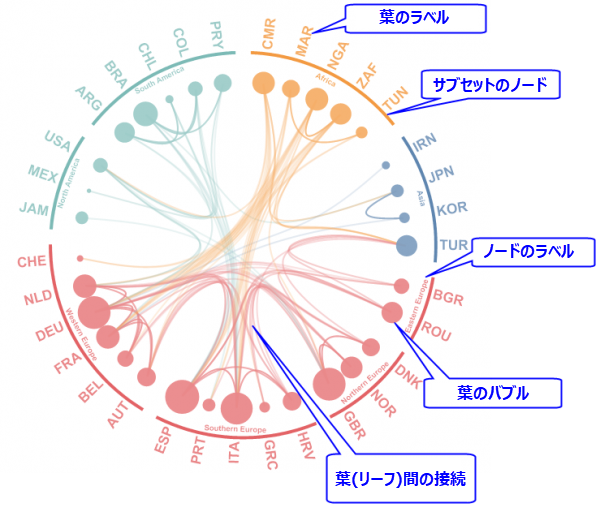 葉のラベル
サブセットのノード
ノードのラベル
葉のバブル
葉(リーフ)間の接続
CMR
MAR
NGA
ZAF
TUN
Africa
IRN
JPN
KOR
TUR
Asia
BGR
ROU
Eastern Europe
DNK
NOR
GBR
Northern Europe
HRV
GRC
ITA
PRT
ESP
Southern Europe
AUT
BEL
FRA
DEU
NLD
CHE
Western Europe
JAM
MEX
USA
North America
ARG
BRA
CHL
COL
PRY
South America